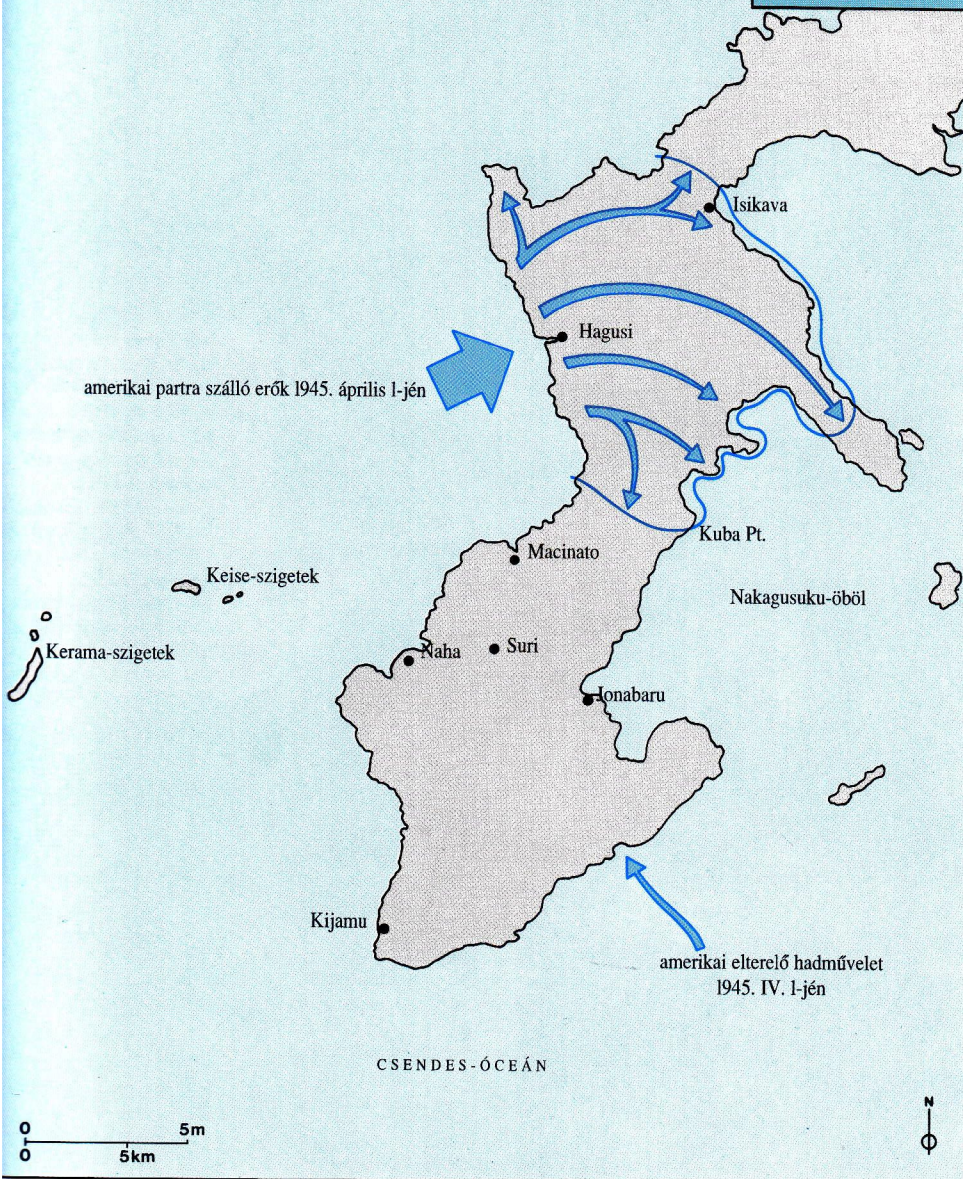 Isikava
Hagusi
amerikai partra szálló erők 1945. április 1-jén
Kuba Pt.
Macinato
Keise-szigetek
Nakagusuku-öböl
Kerama-szigetek
Naha
Suri
Jonabaru
Kijamu
amerikai elterelő hadművelet
1945. IV. 1-jén
CSENDES-ÓCEÁN
N
0 5m
0 5km